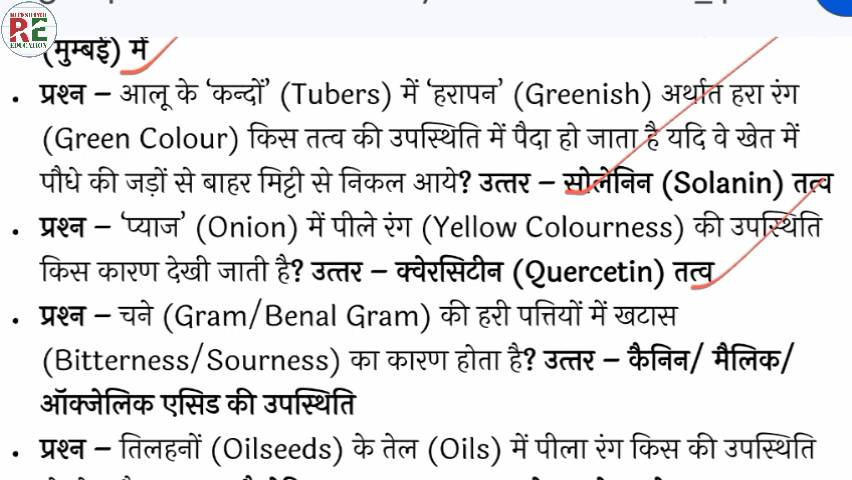 RE
EDUCATION
(मुम्बई) में
• प्रश्न – आलू के ‘कन्दों’ (Tubers) में ‘हरापन’ (Greenish) अर्थात हरा रंग
(Green Colour) किस तत्व की उपस्थिति में पैदा हो जाता है यदि वे खेत में
पौधे की जड़ों से बाहर मिट्टी से निकल आये? उत्तर – सोलेनिन (Solanin) तत्व
• प्रश्न – ‘प्याज’ (Onion) में पीले रंग (Yellow Colourness) की उपस्थिति
किस कारण देखी जाती है? उत्तर – क्वेरसिटीन (Quercetin) तत्व
• प्रश्न – चने (Gram/Benal Gram) की हरी पत्तियों में खटास
(Bitterness/Sourness) का कारण होता है? उत्तर – कैनिन/ मैलिक/
ऑक्जेलिक एसिड की उपस्थिति
• प्रश्न – तिलहनों (Oilseeds) के तेल (Oils) में पीला रंग किस की उपस्थिति